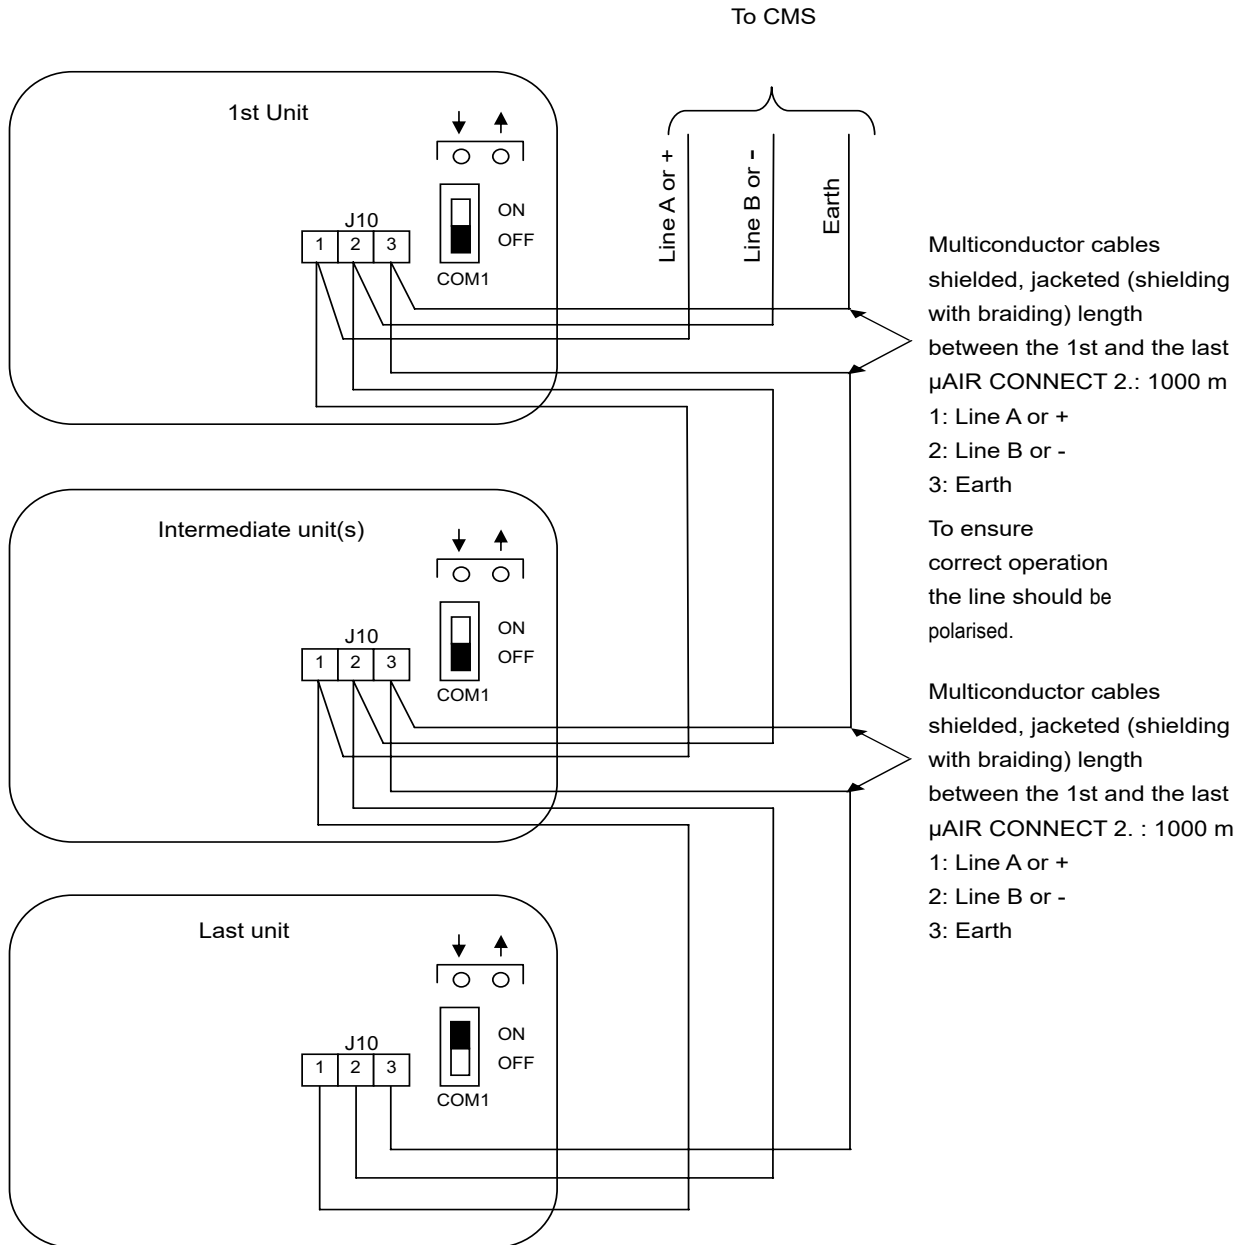 To CMS
1st Unit
Line A or +
Line B or -
Earth
ON
OFF
J10
1 2 3
COM1
Multiconductor cables
shielded, jacketed (shielding
with braiding) length
between the 1st and the last
µAIR CONNECT 2.: 1000 m
1: Line A or +
2: Line B or -
3: Earth
To ensure
correct operation
the line should be
polarised.
Intermediate unit(s)
ON
OFF
J10
1 2 3
COM1
Multiconductor cables
shielded, jacketed (shielding
with braiding) length
between the 1st and the last
µAIR CONNECT 2. : 1000 m
1: Line A or +
2: Line B or -
3: Earth
Last unit
ON
OFF
J10
1 2 3
COM1